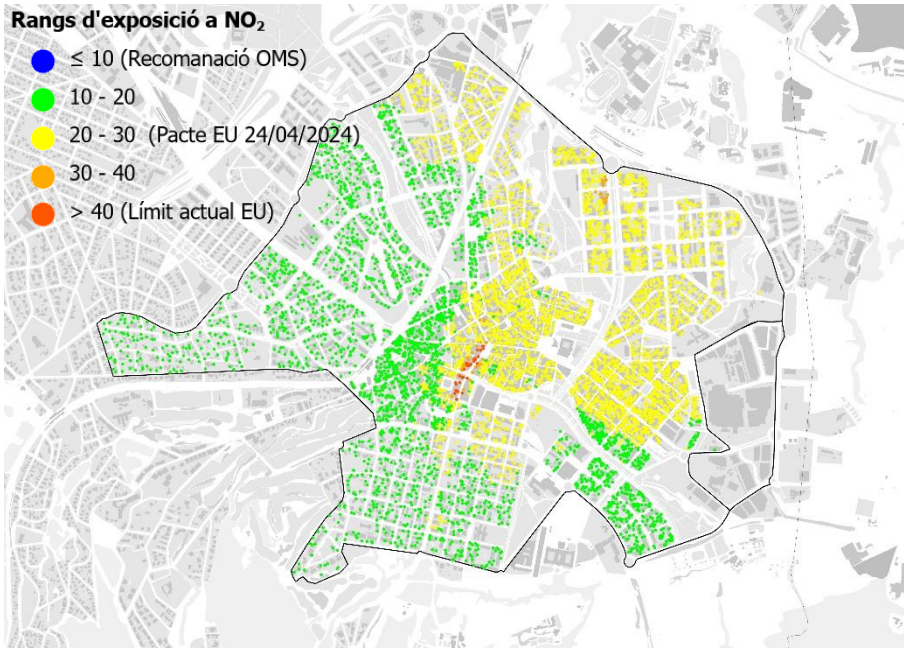 Rangs d'exposició a NO₂
≤ 10 (Recomanació OMS)
10 - 20
20 - 30 (Pacte EU 24/04/2024)
30 - 40
> 40 (Límit actual EU)